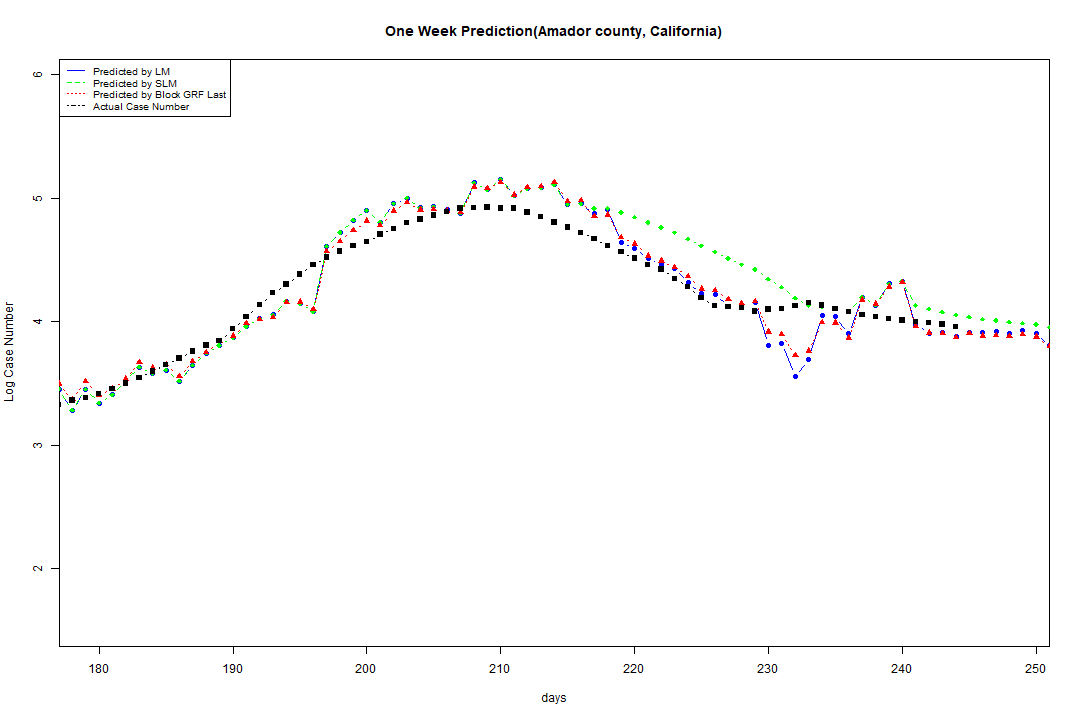 One Week Prediction(Amador county, California)
Predicted by LM
Predicted by SLM
Predicted by Block GRF Last
Actual Case Number
6
5
4
3
2
Log Case Number
180 190 200 210 220 230 240 250
days